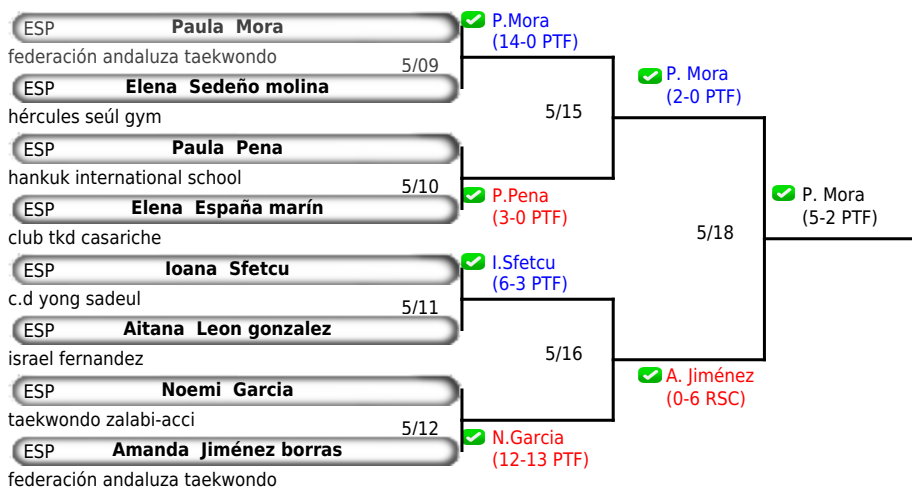 ESP Paula Mora
federación andaluza taekwondo
5/09
ESP Elena Sedeño molina
hércules seúl gym
ESP Paula Pena
hankuk international school
5/10
ESP Elena España marín
club tkd casariche
ESP Ioana Sfetcu
c.d yong sadeul
5/11
ESP Aitana Leon gonzalez
israel fernandez
ESP Noemi Garcia
taekwondo zalabi-acci
5/12
ESP Amanda Jiménez borras
federación andaluza taekwondo
P.Mora
(14-0 PTF)
5/15
P.Pena
(3-0 PTF)
I.Sfetcu
(6-3 PTF)
5/16
N.Garcia
(12-13 PTF)
P. Mora
(2-0 PTF)
5/18
A. Jiménez
(0-6 RSC)
P. Mora
(5-2 PTF)